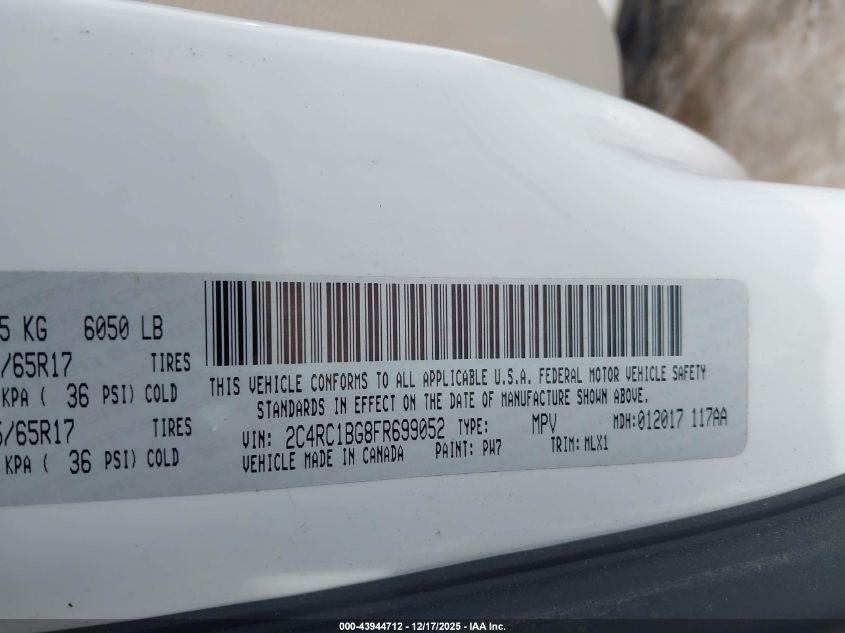 5 KG 6050 LB
/65R17 TIRES
KPA ( 36 PSI) COLD
5/65R17 TIRES
KPA ( 36 PSI) COLD
THIS VEHICLE CONFORMS TO ALL APPLICABLE U.S.A. FEDERAL MOTOR VEHICLE SAFETY
STANDARDS IN EFFECT ON THE DATE OF MANUFACTURE SHOWN ABOVE.
VIN: 2C4RC1BG8FR699052 TYPE: MPV MDH:012017 117AA
VEHICLE MADE IN CANADA PAINT: PW7 TRIM: MLX1
000-43944712 - 12/17/2025 - IAA Inc.